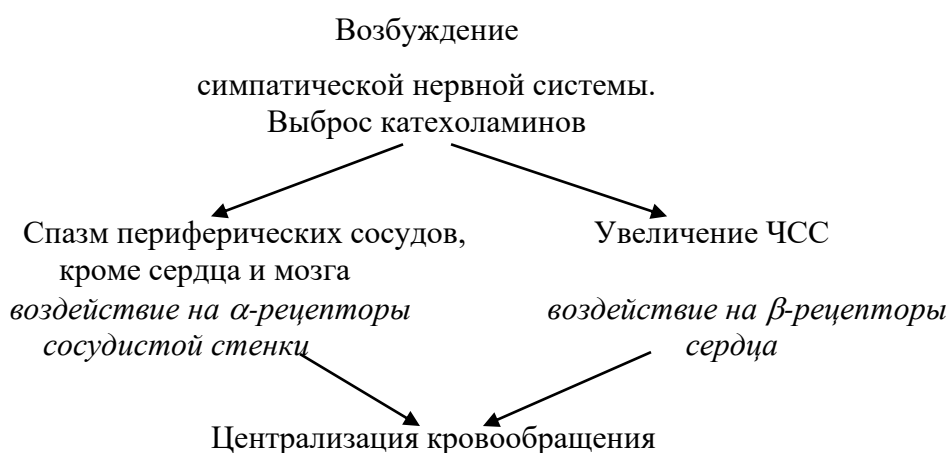 Возбуждение
симпатической нервной системы.
Выброс катехоламинов
Спазм периферических сосудов,
кроме сердца и мозга
воздействие на α-рецепторы
сосудистой стенки
Увеличение ЧСС
воздействие на β-рецепторы
сердца
Централизация кровообращения